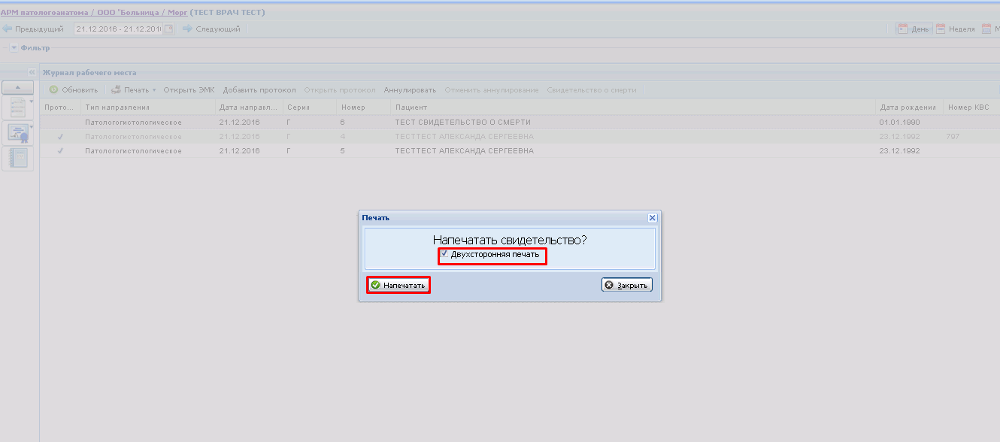 АРМ патологоанатома / ООО "Больница / Морг (ТЕСТ ВРАЧ ТЕСТ)
Предыдущий 21.12.2016 - 21.12.201 Следующий День Неделя М
Фильтр
Журнал рабочего места
Обновить Печать Открыть ЭМК Добавить протокол Открыть протокол Аннулировать Отменить аннулирование Свидетельство о смерти
Прото... Тип направления Дата направл... Серия Номер Пациент Дата рождения Номер КВС
Патологогистологическое 21.12.2016 Г 6 ТЕСТ СВИДЕТЕЛЬСТВО О СМЕРТИ 01.01.1990
Патологогистологическое 21.12.2016 Г 4 ТЕСТТЕСТ АЛЕКСАНДА СЕРГЕЕВНА 23.12.1992 797
Патологогистологическое 21.12.2016 Г 5 ТЕСТТЕСТ АЛЕКСАНДА СЕРГЕЕВНА 23.12.1992
Печать
Напечатать свидетельство?
Двухсторонняя печать
Напечатать Закрыть